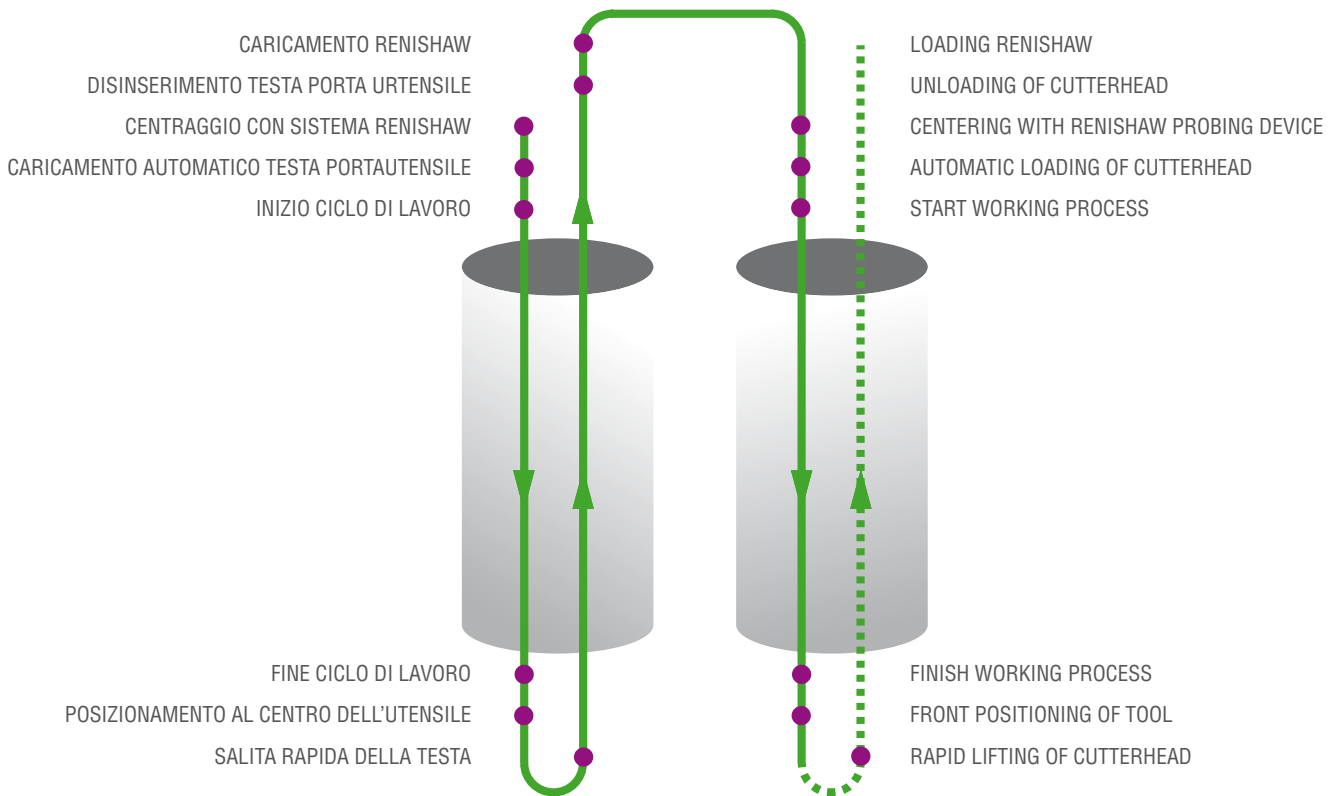 CARICAMENTO RENISHAW
DISINSERIMENTO TESTA PORTA URTENSILE
CENTRAGGIO CON SISTEMA RENISHAW
CARICAMENTO AUTOMATICO TESTA PORTAUTENSILE
INIZIO CICLO DI LAVORO
LOADING RENISHAW
UNLOADING OF CUTTERHEAD
CENTERING WITH RENISHAW PROBING DEVICE
AUTOMATIC LOADING OF CUTTERHEAD
START WORKING PROCESS
FINE CICLO DI LAVORO
POSIZIONAMENTO AL CENTRO DELL’UTENSILE
SALITA RAPIDA DELLA TESTA
FINISH WORKING PROCESS
FRONT POSITIONING OF TOOL
RAPID LIFTING OF CUTTERHEAD